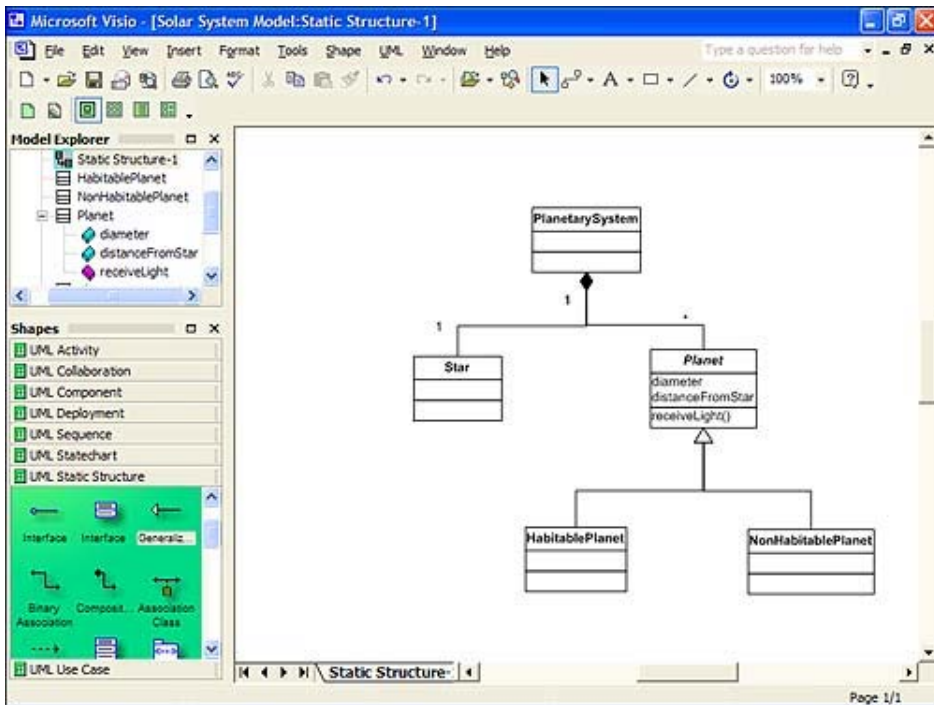 Microsoft Visio - [Solar System Model:Static Structure-1]
File Edit View Insert Format Tools Shape UML Window Help
Type a question for help
100%
Model Explorer
Static Structure-1
HabitablePlanet
NonHabitablePlanet
Planet
diameter
distanceFromStar
receiveLight
Shapes
UML Activity
UML Collaboration
UML Component
UML Deployment
UML Sequence
UML Statechart
UML Static Structure
Interface Interface Generaliz...
Binary Association Composit... Association Class
UML Use Case
PlanetarySystem
1
1 *
Star
Planet
diameter
distanceFromStar
receiveLight()
HabitablePlanet
NonHabitablePlanet
Static Structure-
Page 1/1